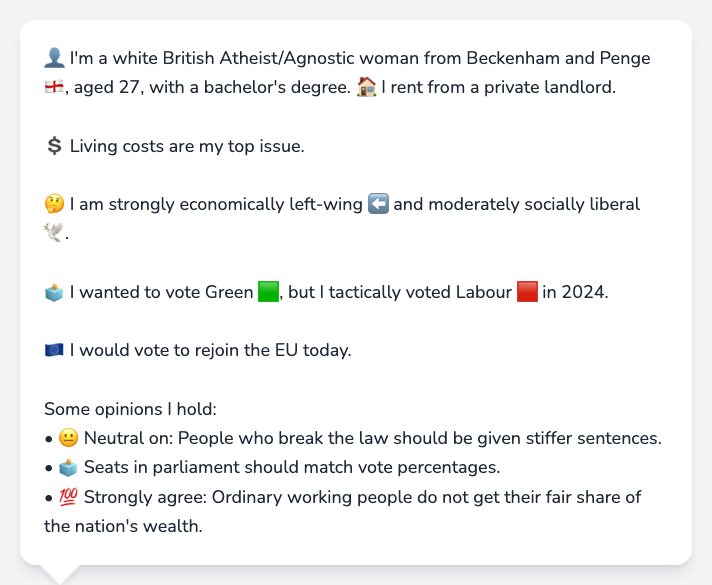 👤 I'm a white British Atheist/Agnostic woman from Beckenham and Penge
🏴󠁧󠁢󠁥󠁮󠁧󠁿, aged 27, with a bachelor's degree. 🏠 I rent from a private landlord.
💲 Living costs are my top issue.
🤔 I am strongly economically left-wing ⬅️ and moderately socially liberal
🕊️.
🗳️ I wanted to vote Green 🟩, but I tactically voted Labour 🟥 in 2024.
🇪🇺 I would vote to rejoin the EU today.
Some opinions I hold:
• 😐 Neutral on: People who break the law should be given stiffer sentences.
• 🗳️ Seats in parliament should match vote percentages.
• 💯 Strongly agree: Ordinary working people do not get their fair share of
the nation's wealth.